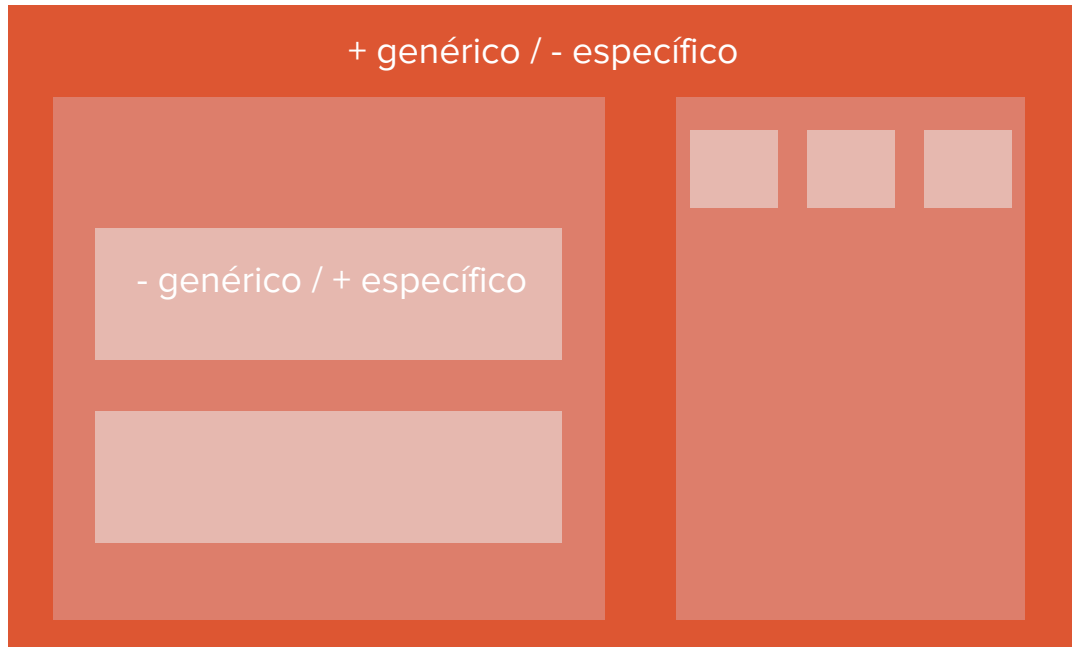 + genérico / - específico
- genérico / + específico